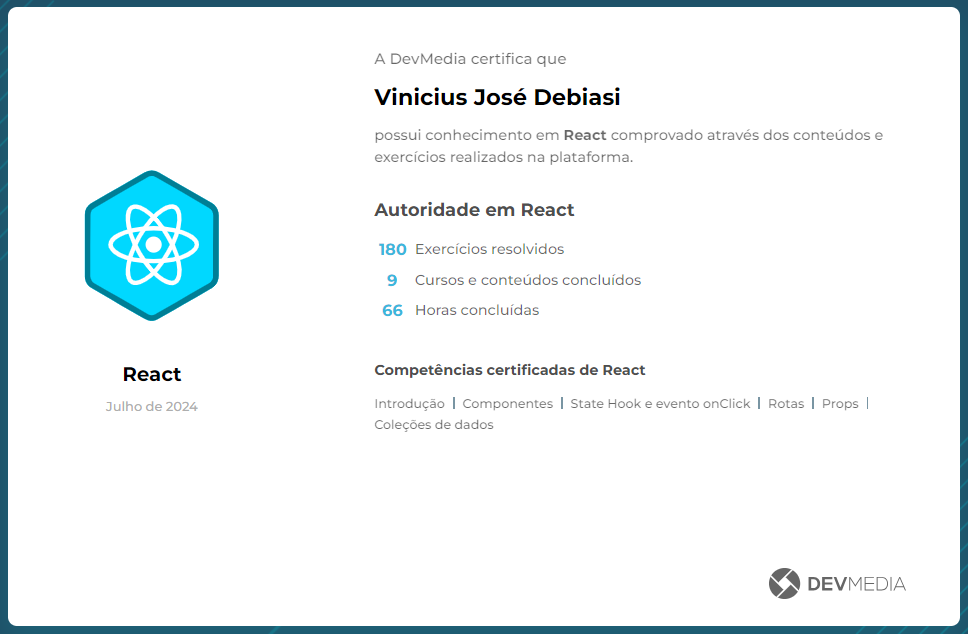 A DevMedia certifica que
Vinicius José Debiasi
possui conhecimento em React comprovado através dos conteúdos e
exercícios realizados na plataforma.
Autoridade em React
180 Exercícios resolvidos
9 Cursos e conteúdos concluídos
66 Horas concluídas
React
Julho de 2024
Competências certificadas de React
Introdução | Componentes | State Hook e evento onClick | Rotas | Props |
Coleções de dados
DEVMEDIA